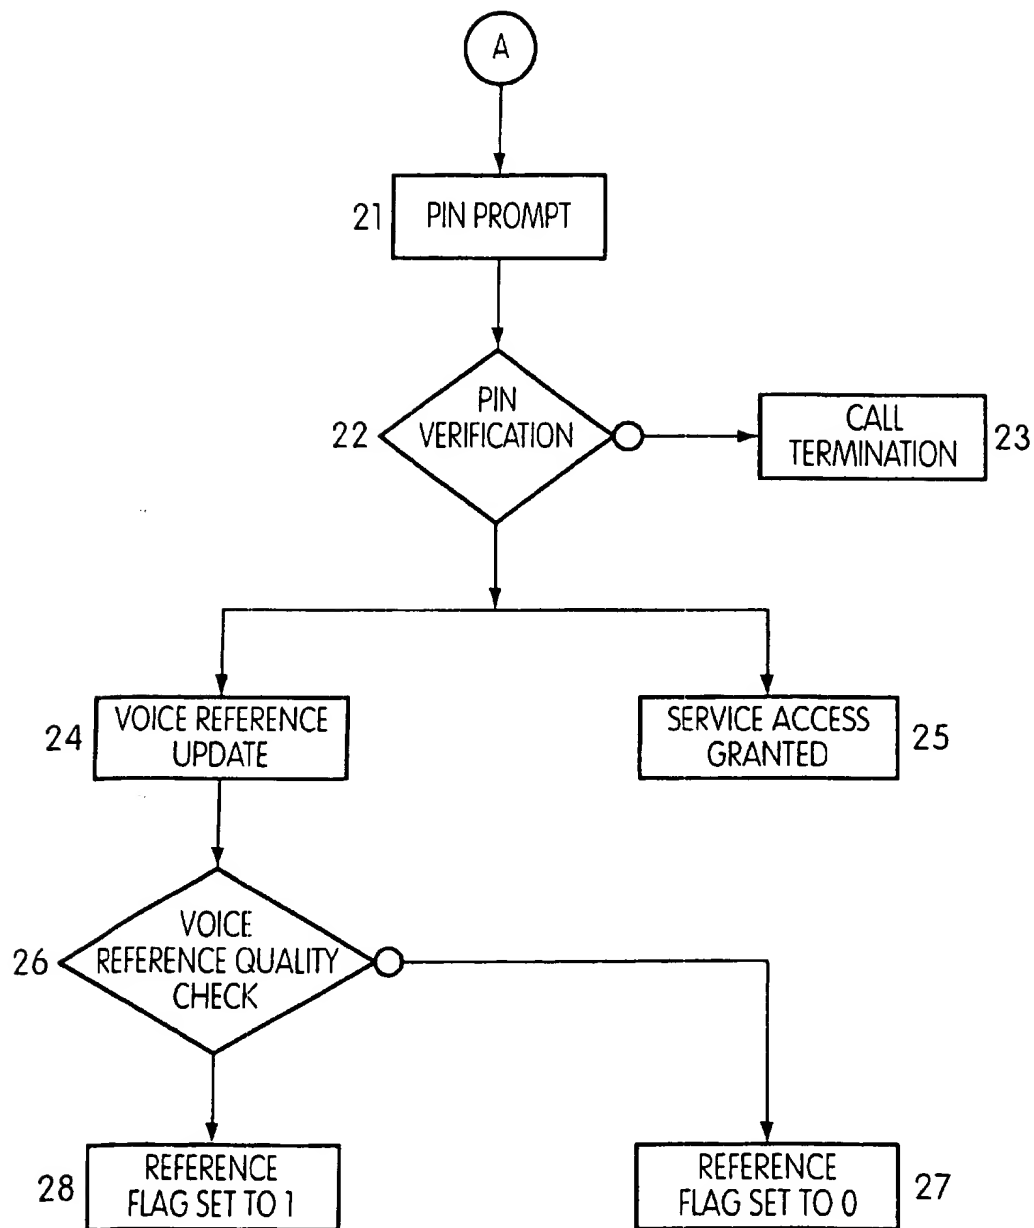 A
21
PIN PROMPT
22
PIN
VERIFICATION
CALL
TERMINATION
23
24
VOICE REFERENCE
UPDATE
SERVICE ACCESS
GRANTED
25
26
VOICE
REFERENCE QUALITY
CHECK
28
REFERENCE
FLAG SET TO 1
REFERENCE
FLAG SET TO 0
27